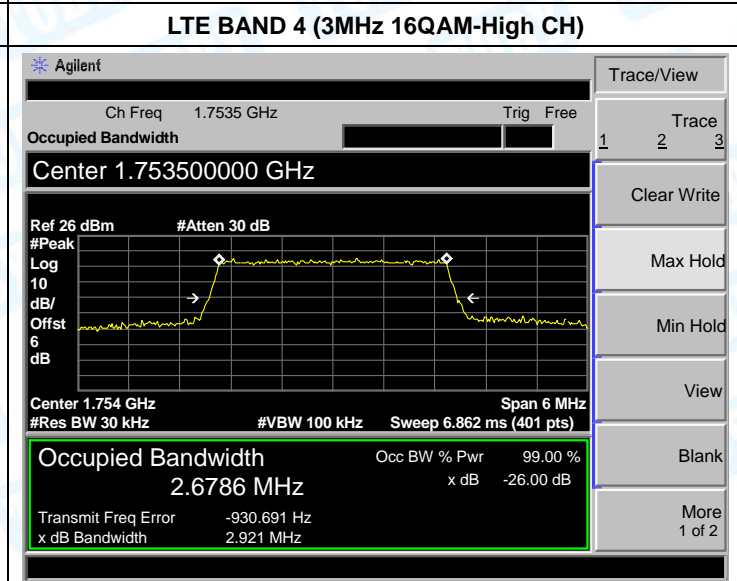 LTE BAND 4 (3MHz 16QAM-High CH)
Agilent
Trace/View
Ch Freq 1.7535 GHz Trig Free
Occupied Bandwidth
Trace
1 2 3
Center 1.753500000 GHz
Clear Write
Ref 26 dBm #Atten 30 dB
#Peak
Log
10
dB/
Offst
6
dB
Max Hold
Min Hold
View
Center 1.754 GHz Span 6 MHz
#Res BW 30 kHz #VBW 100 kHz Sweep 6.862 ms (401 pts)
Occupied Bandwidth Occ BW % Pwr 99.00 %
2.6786 MHz x dB -26.00 dB
Blank
Transmit Freq Error -930.691 Hz
x dB Bandwidth 2.921 MHz
More
1 of 2